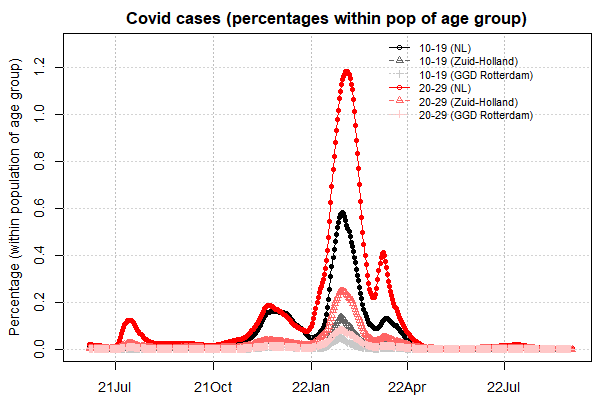 Covid cases (percentages within pop of age group)
10-19 (NL)
10-19 (Zuid-Holland)
10-19 (GGD Rotterdam)
20-29 (NL)
20-29 (Zuid-Holland)
20-29 (GGD Rotterdam)
Percentage (within population of age group)
1.2
1.0
0.8
0.6
0.4
0.2
0.0
21Jul 21Oct 22Jan 22Apr 22Jul